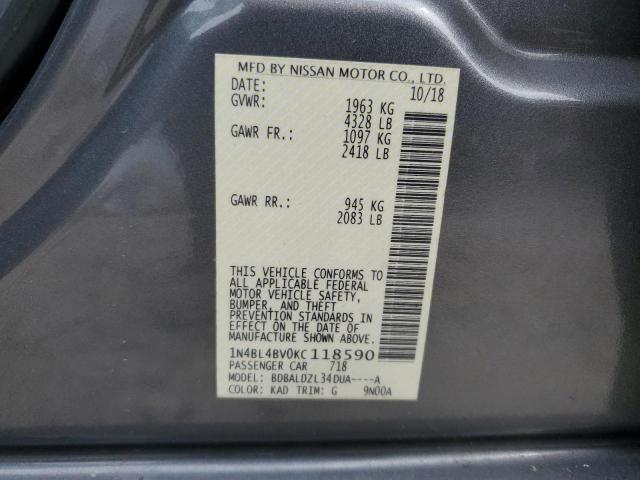 MFD BY NISSAN MOTOR CO., LTD.
DATE: 10/18
GVWR: 1963 KG
4328 LB
GAWR FR.: 1097 KG
2418 LB
GAWR RR.: 945 KG
2083 LB
THIS VEHICLE CONFORMS TO
ALL APPLICABLE FEDERAL
MOTOR VEHICLE SAFETY,
BUMPER, AND THEFT
PREVENTION STANDARDS IN
EFFECT ON THE DATE OF
MANUFACTURE SHOWN ABOVE.
1N4BL4BV0KC118590
PASSENGER CAR 718
MODEL: BDBALDZL34DUA----A
COLOR: KAD TRIM: G 9N00A